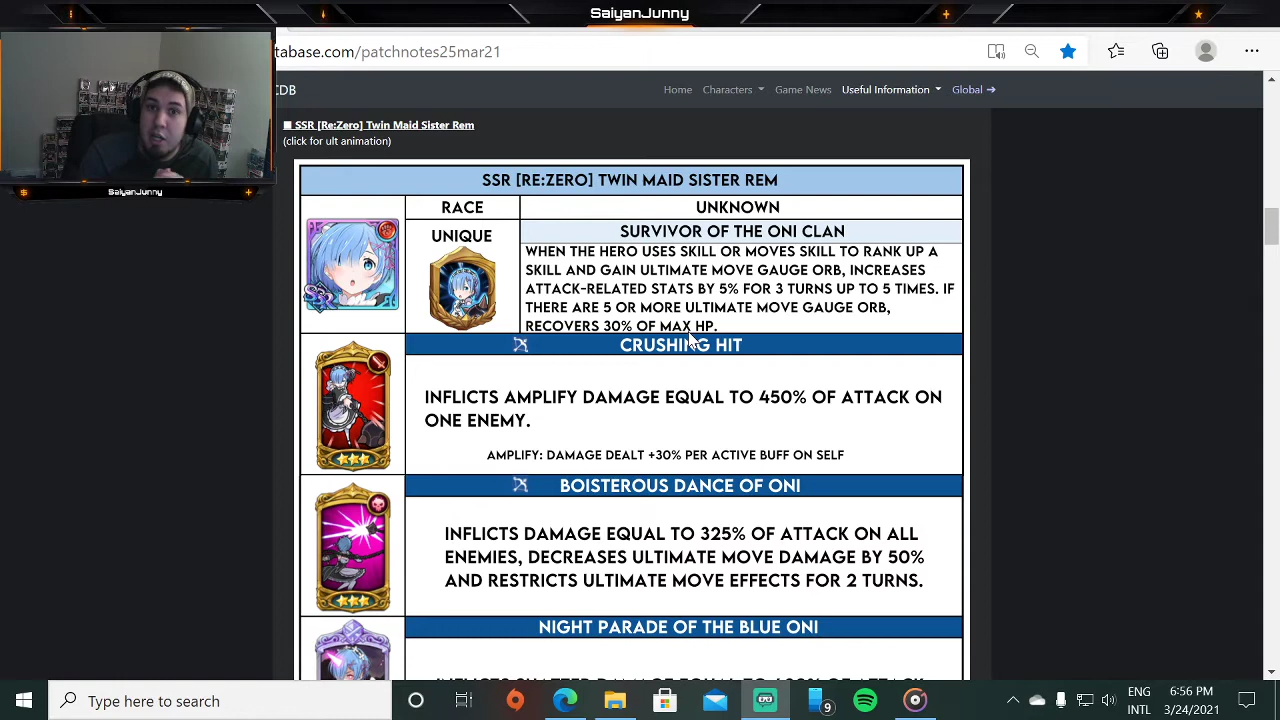 SaiyanJunny
tabase.com/patchnotes25mar21
CDB
Home
Characters
Game News
Useful Information
Global →
■ SSR [Re:Zero] Twin Maid Sister Rem
(click for ult animation)
SaiyanJunny
SSR [RE:ZERO] TWIN MAID SISTER REM
RACE
UNKNOWN
UNIQUE
SURVIVOR OF THE ONI CLAN
WHEN THE HERO USES SKILL OR MOVES SKILL TO RANK UP A
SKILL AND GAIN ULTIMATE MOVE GAUGE ORB, INCREASES
ATTACK-RELATED STATS BY 5% FOR 3 TURNS UP TO 5 TIMES. IF
THERE ARE 5 OR MORE ULTIMATE MOVE GAUGE ORB,
RECOVERS 30% OF MAX HP.
SSR
CRUSHING HIT
INFLICTS AMPLIFY DAMAGE EQUAL TO 450% OF ATTACK ON
ONE ENEMY.
AMPLIFY: DAMAGE DEALT +30% PER ACTIVE BUFF ON SELF
BOISTEROUS DANCE OF ONI
INFLICTS DAMAGE EQUAL TO 325% OF ATTACK ON ALL
ENEMIES, DECREASES ULTIMATE MOVE DAMAGE BY 50%
AND RESTRICTS ULTIMATE MOVE EFFECTS FOR 2 TURNS.
NIGHT PARADE OF THE BLUE ONI
Type here to search
9
ENG
INTL
6:56 PM
3/24/2021